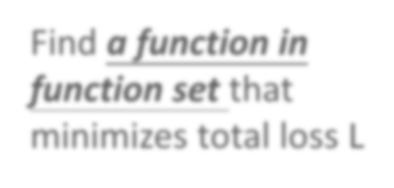 Find a function in
function set that
minimizes total loss L